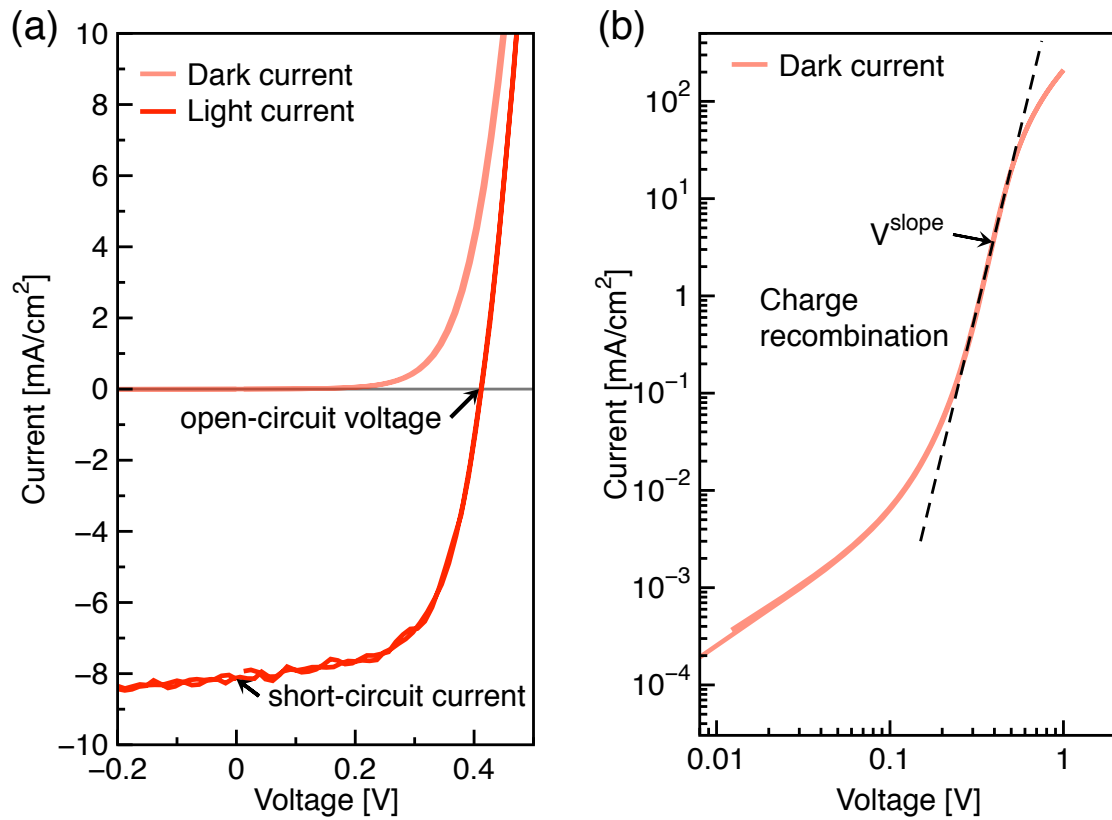 (a)
Dark current
Light current
10
8
6
4
2
0
−2
−4
−6
−8
−10
Current [mA/cm²]
open-circuit voltage
short-circuit current
−0.2
0
0.2
0.4
Voltage [V]
(b)
Dark current
10²
10¹
1
10⁻¹
10⁻²
10⁻³
10⁻⁴
Current [mA/cm²]
V^slope
Charge
recombination
0.01
0.1
1
Voltage [V]